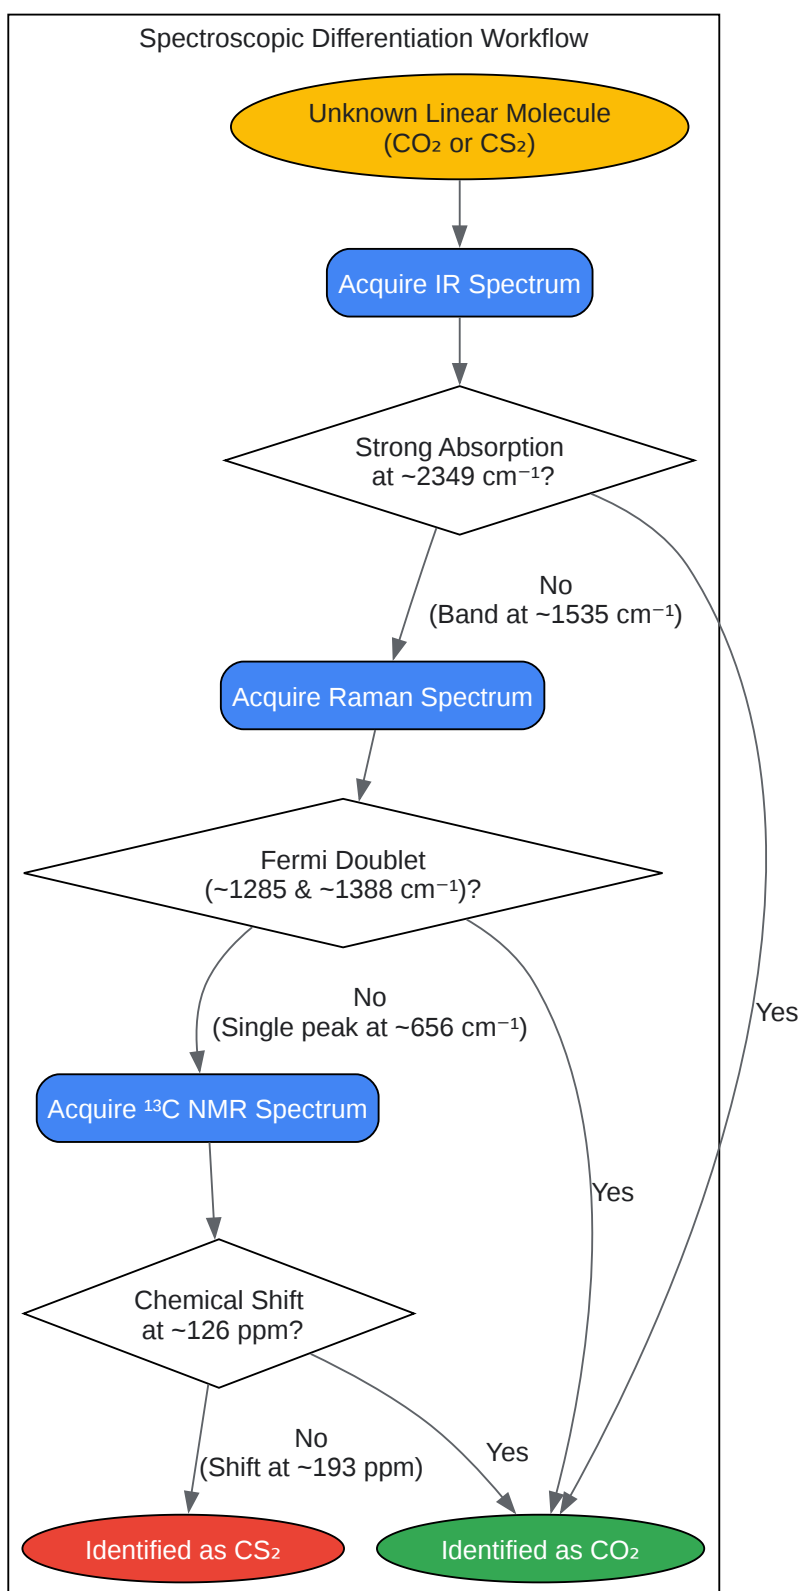 Spectroscopic Differentiation Workflow
Unknown Linear Molecule
(CO₂ or CS₂)
Acquire IR Spectrum
Strong Absorption
at ~2349 cm⁻¹?
No
(Band at ~1535 cm⁻¹)
Acquire Raman Spectrum
Fermi Doublet
(~1285 & ~1388 cm⁻¹)?
No
(Single peak at ~656 cm⁻¹)
Yes
Acquire ¹³C NMR Spectrum
Yes
Chemical Shift
at ~126 ppm?
No
(Shift at ~193 ppm)
Yes
Identified as CS₂
Identified as CO₂